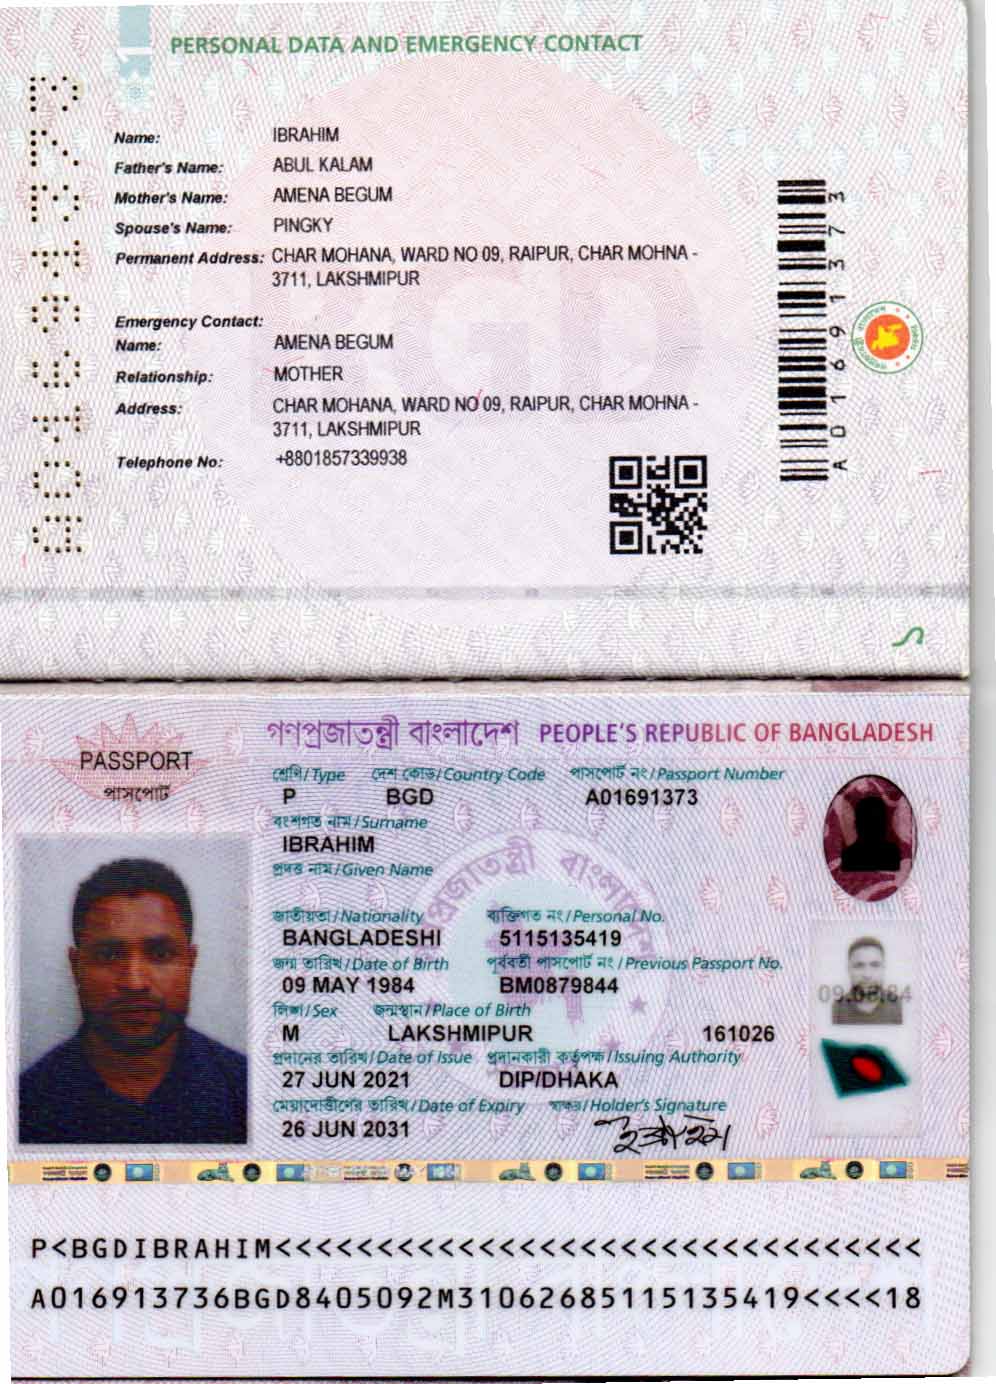 1
PERSONAL DATA AND EMERGENCY CONTACT
Name: IBRAHIM
Father's Name: ABUL KALAM
Mother's Name: AMENA BEGUM
Spouse's Name: PINGKY
Permanent Address: CHAR MOHANA, WARD NO 09, RAIPUR, CHAR MOHNA -
3711, LAKSHMIPUR
Emergency Contact:
Name: AMENA BEGUM
Relationship: MOTHER
Address: CHAR MOHANA, WARD NO 09, RAIPUR, CHAR MOHNA -
3711, LAKSHMIPUR
Telephone No: +8801857339938
A01691373
A01691373
গণপ্রজাতন্ত্রী বাংলাদেশ PEOPLE'S REPUBLIC OF BANGLADESH
PASSPORT
পাসপোর্ট
শ্রেণি/Type দেশ কোড/Country Code পাসপোর্ট নং/Passport Number
P BGD A01691373
বংশগত নাম/Surname
IBRAHIM
প্রদত্ত নাম/Given Name
জাতীয়তা/Nationality ব্যক্তিগত নং/Personal No.
BANGLADESHI 5115135419
জন্ম তারিখ/Date of Birth পূর্ববর্তী পাসপোর্ট নং/Previous Passport No.
09 MAY 1984 BM0879844
লিঙ্গ/Sex জন্মস্থান/Place of Birth
M LAKSHMIPUR 161026
প্রদানের তারিখ/Date of Issue প্রদানকারী কর্তৃপক্ষ/Issuing Authority
27 JUN 2021 DIP/DHAKA
মেয়াদোত্তীর্ণের তারিখ/Date of Expiry স্বাক্ষর/Holder's Signature
26 JUN 2031
P<BGDIBRAHIM<<<<<<<<<<<<<<<<<<<<<<<<<<<<<<<<
A016913736BGD8405092M31062685115135419<<<<18